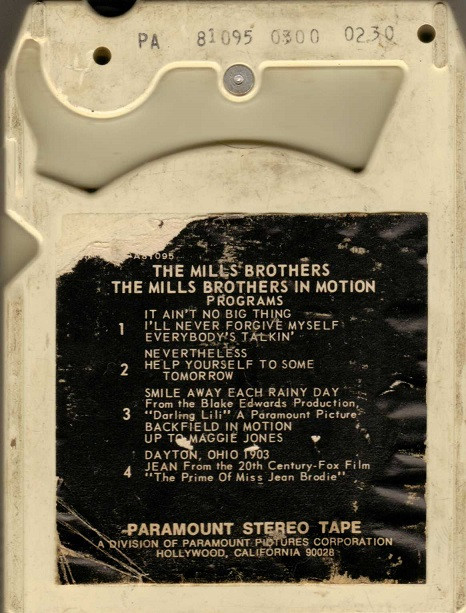 PA 81095 0300 0230
A81095
THE MILLS BROTHERS
THE MILLS BROTHERS IN MOTION
PROGRAMS
IT AIN'T NO BIG THING
1 I'LL NEVER FORGIVE MYSELF
EVERYBODY'S TALKIN'
NEVERTHELESS
2 HELP YOURSELF TO SOME
TOMORROW
SMILE AWAY EACH RAINY DAY
From the Blake Edwards Production
3 "Darling Lili" A Paramount Picture
BACKFIELD IN MOTION
UP TO MAGGIE JONES
DAYTON, OHIO 1903
4 JEAN From the 20th Century-Fox Film
"The Prime Of Miss Jean Brodie"
PARAMOUNT STEREO TAPE
A DIVISION OF PARAMOUNT PICTURES CORPORATION
HOLLYWOOD, CALIFORNIA 90028